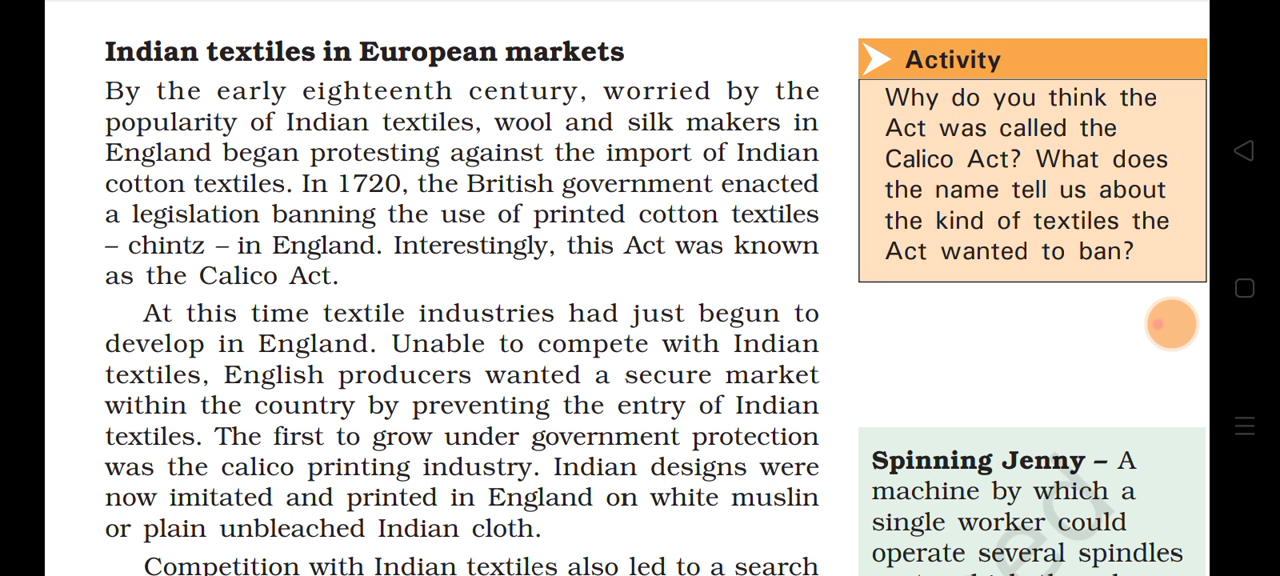 Indian textiles in European markets
By the early eighteenth century, worried by the
popularity of Indian textiles, wool and silk makers in
England began protesting against the import of Indian
cotton textiles. In 1720, the British government enacted
a legislation banning the use of printed cotton textiles
– chintz – in England. Interestingly, this Act was known
as the Calico Act.
At this time textile industries had just begun to
develop in England. Unable to compete with Indian
textiles, English producers wanted a secure market
within the country by preventing the entry of Indian
textiles. The first to grow under government protection
was the calico printing industry. Indian designs were
now imitated and printed in England on white muslin
or plain unbleached Indian cloth.
Competition with Indian textiles also led to a search
Activity
Why do you think the
Act was called the
Calico Act? What does
the name tell us about
the kind of textiles the
Act wanted to ban?
Spinning Jenny – A
machine by which a
single worker could
operate several spindles